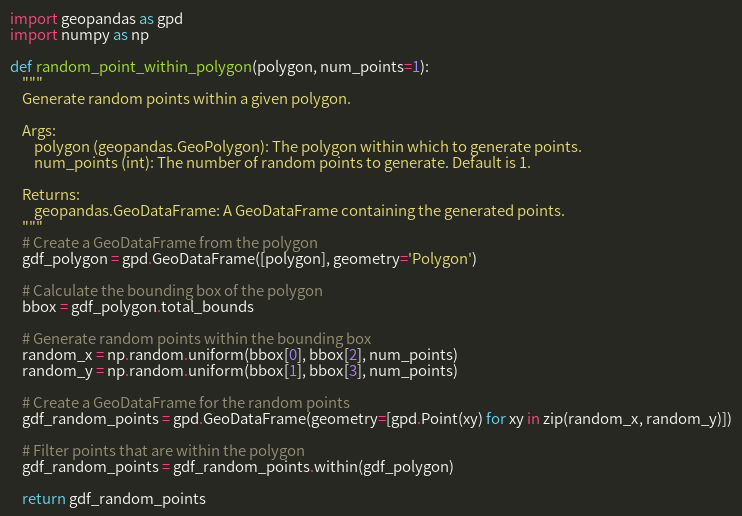 import geopandas as gpd
import numpy as np
def random_point_within_polygon(polygon, num_points=1):
"""
Generate random points within a given polygon.
Args:
polygon (geopandas.GeoPolygon): The polygon within which to generate points.
num_points (int): The number of random points to generate. Default is 1.
Returns:
geopandas.GeoDataFrame: A GeoDataFrame containing the generated points.
"""
# Create a GeoDataFrame from the polygon
gdf_polygon = gpd.GeoDataFrame([polygon], geometry='Polygon')
# Calculate the bounding box of the polygon
bbox = gdf_polygon.total_bounds
# Generate random points within the bounding box
random_x = np.random.uniform(bbox[0], bbox[2], num_points)
random_y = np.random.uniform(bbox[1], bbox[3], num_points)
# Create a GeoDataFrame for the random points
gdf_random_points = gpd.GeoDataFrame(geometry=[gpd.Point(xy) for xy in zip(random_x, random_y)])
# Filter points that are within the polygon
gdf_random_points = gdf_random_points.within(gdf_polygon)
return gdf_random_points